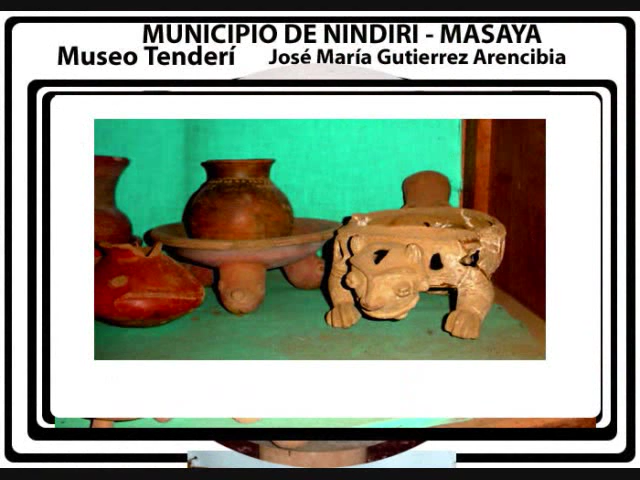 MUNICIPIO DE NINDIRI - MASAYA
Museo Tenderí José María Gutierrez Arencibia